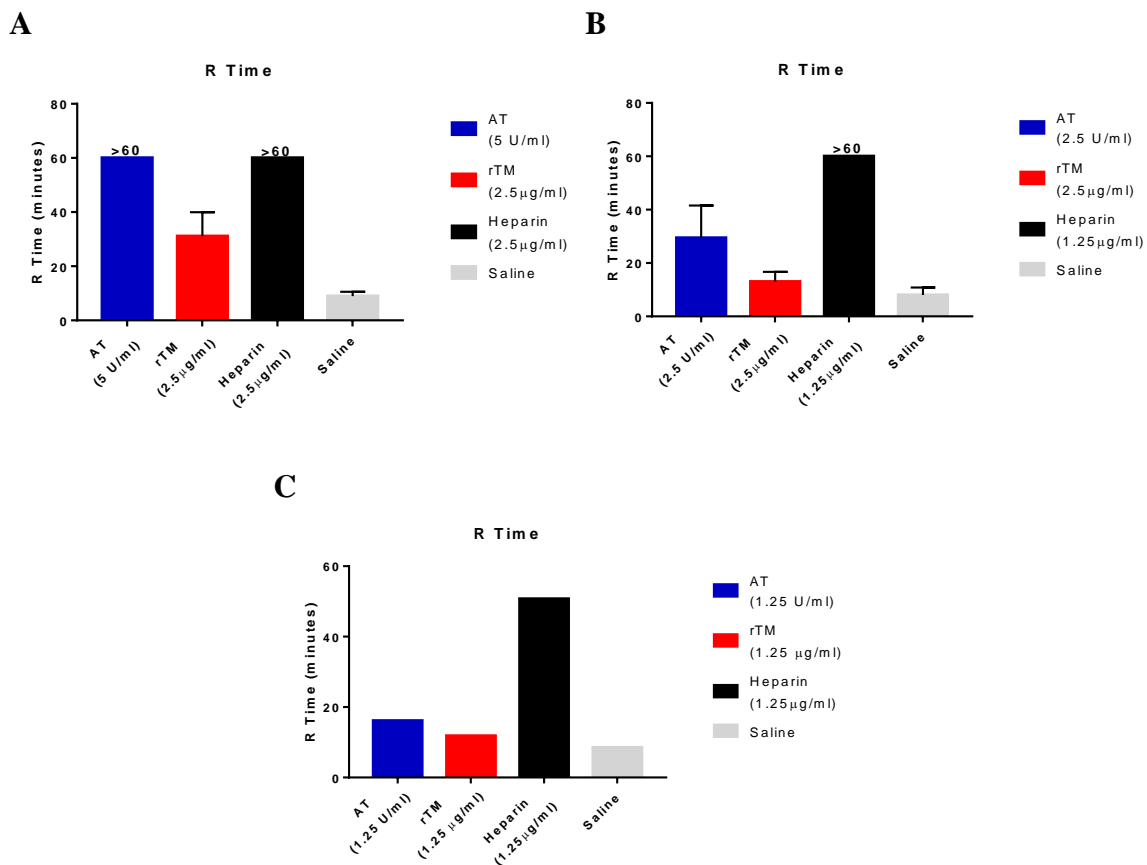 A
R Time
R Time (minutes)
80
60
40
20
0
>60
>60
AT
(5 U/ml)
rTM
(2.5μg/ml)
Heparin
(2.5μg/ml)
Saline
AT
(5 U/ml)
rTM
(2.5μg/ml)
Heparin
(2.5μg/ml)
Saline
B
R Time
R Time (minutes)
80
60
40
20
0
>60
AT
(2.5 U/ml)
rTM
(2.5μg/ml)
Heparin
(1.25μg/ml)
Saline
AT
(2.5 U/ml)
rTM
(2.5μg/ml)
Heparin
(1.25μg/ml)
Saline
C
R Time
R Time (minutes)
60
40
20
0
AT
(1.25 U/ml)
rTM
(1.25 μg/ml)
Heparin
(1.25μg/ml)
Saline
AT
(1.25 U/ml)
rTM
(1.25 μg/ml)
Heparin
(1.25μg/ml)
Saline